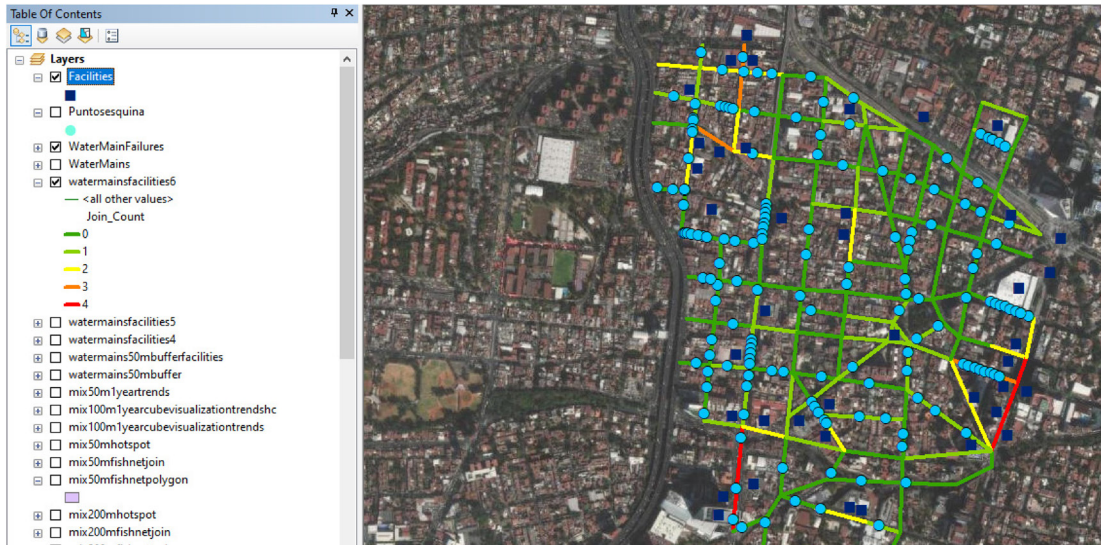 Table Of Contents
Layers
Facilities
Puntosesquina
WaterMainFailures
WaterMains
watermainsfacilities6
<all other values>
Join_Count
0
1
2
3
4
watermainsfacilities5
watermainsfacilities4
watermains50mbufferfacilities
watermains50mbuffer
mix50m1yeartrends
mix100m1yearcubevisualizationtrendshc
mix100m1yearcubevisualizationtrends
mix50mhotspot
mix50mfishnetjoin
mix50mfishnetpolygon
mix200mhotspot
mix200mfishnetjoin